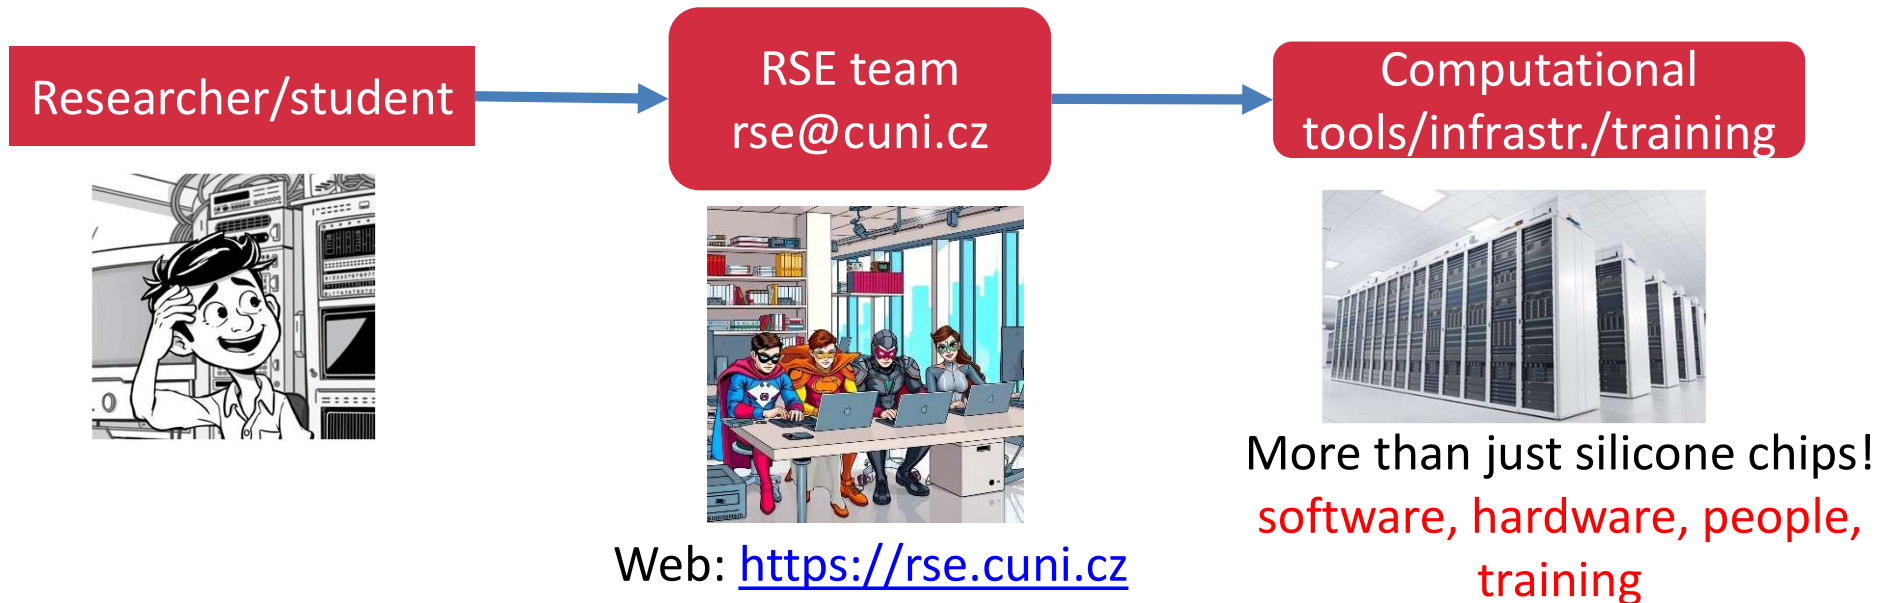 Researcher/student
RSE team
rse@cuni.cz
Computational
tools/infrastr./training
Web: https://rse.cuni.cz
More than just silicone chips!
software, hardware, people,
training